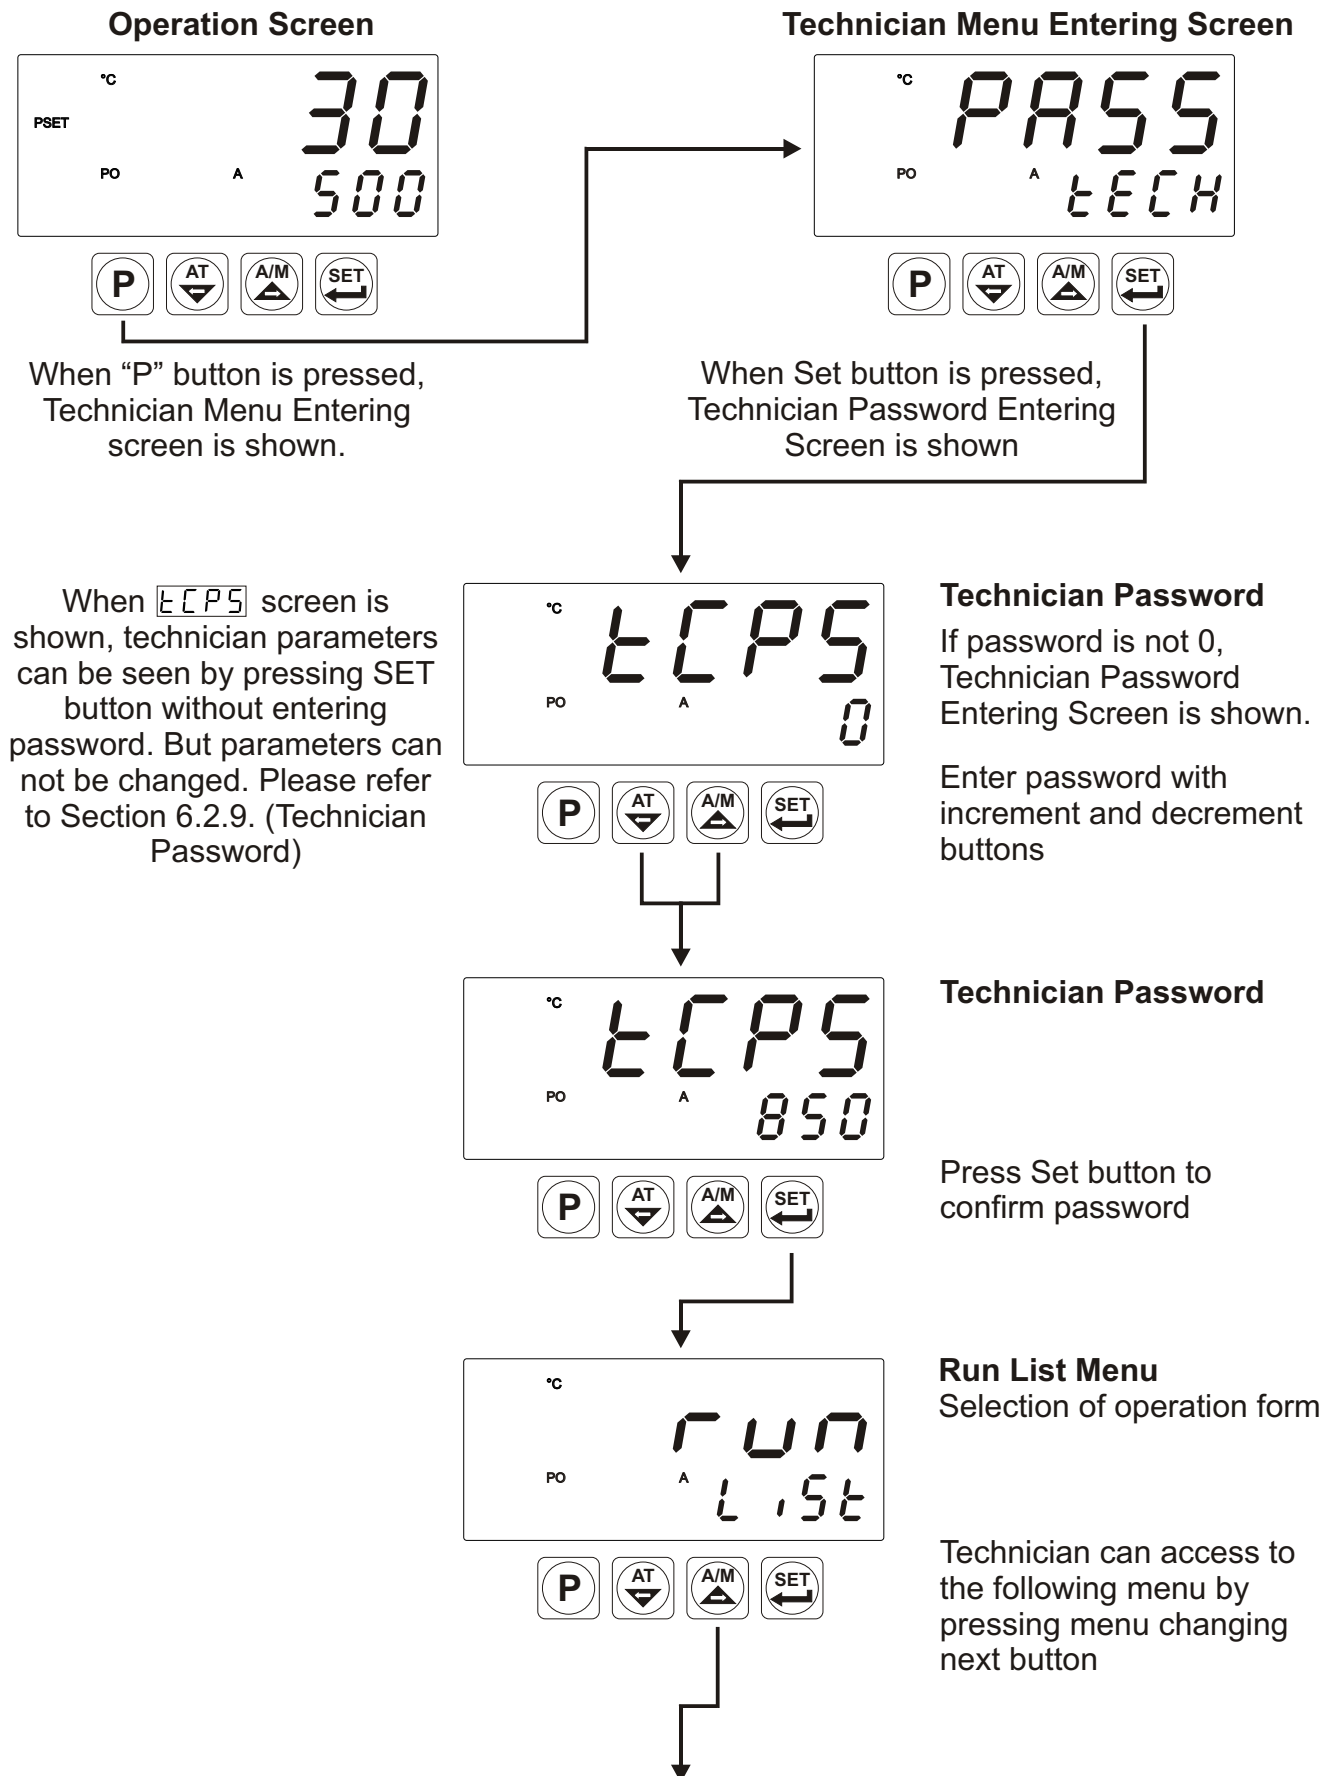 Operation Screen
°C
30
PSET
PO A
500
P AT A/M SET
When “P” button is pressed,
Technician Menu Entering
screen is shown.
Technician Menu Entering Screen
°C
PASS
PO A
tECH
P AT A/M SET
When Set button is pressed,
Technician Password Entering
Screen is shown
When tCPS screen is
shown, technician parameters
can be seen by pressing SET
button without entering
password. But parameters can
not be changed. Please refer
to Section 6.2.9. (Technician
Password)
°C
tCPS
PO A
0
P AT A/M SET
Technician Password
If password is not 0,
Technician Password
Entering Screen is shown.
Enter password with
increment and decrement
buttons
°C
tCPS
PO A
850
P AT A/M SET
Technician Password
Press Set button to
confirm password
°C
run
PO A
LiSt
P AT A/M SET
Run List Menu
Selection of operation form
Technician can access to
the following menu by
pressing menu changing
next button